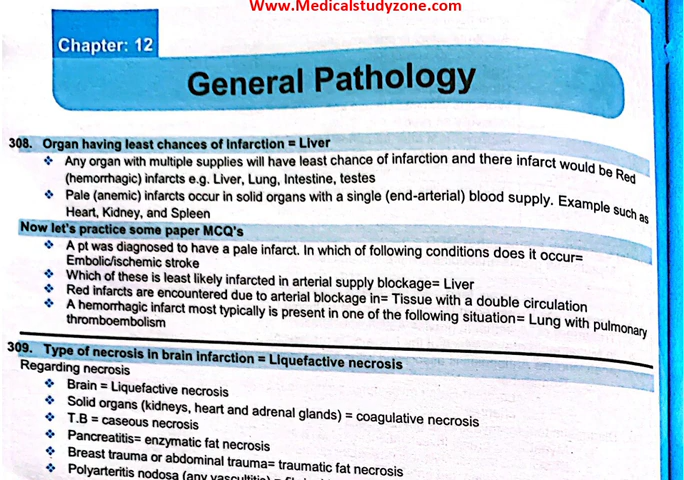 Www.Medicalstudyzone.com
Chapter: 12
General Pathology
308. Organ having least chances of Infarction = Liver
❖ Any organ with multiple supplies will have least chance of infarction and there infarct would be Red
(hemorrhagic) infarcts e.g. Liver, Lung, Intestine, testes
❖ Pale (anemic) infarcts occur in solid organs with a single (end-arterial) blood supply. Example such as
Heart, Kidney, and Spleen
Now let's practice some paper MCQ's
❖ A pt was diagnosed to have a pale infarct. In which of following conditions does it occur=
Embolic/ischemic stroke
❖ Which of these is least likely infarcted in arterial supply blockage= Liver
❖ Red infarcts are encountered due to arterial blockage in= Tissue with a double circulation
❖ A hemorrhagic infarct most typically is present in one of the following situation= Lung with pulmonary
thromboembolism
309. Type of necrosis in brain infarction = Liquefactive necrosis
Regarding necrosis
❖ Brain = Liquefactive necrosis
❖ Solid organs (kidneys, heart and adrenal glands) = coagulative necrosis
❖ T.B = caseous necrosis
❖ Pancreatitis= enzymatic fat necrosis
❖ Breast trauma or abdominal trauma= traumatic fat necrosis
❖ Polyarteritis nodosa (any vascultitis) =